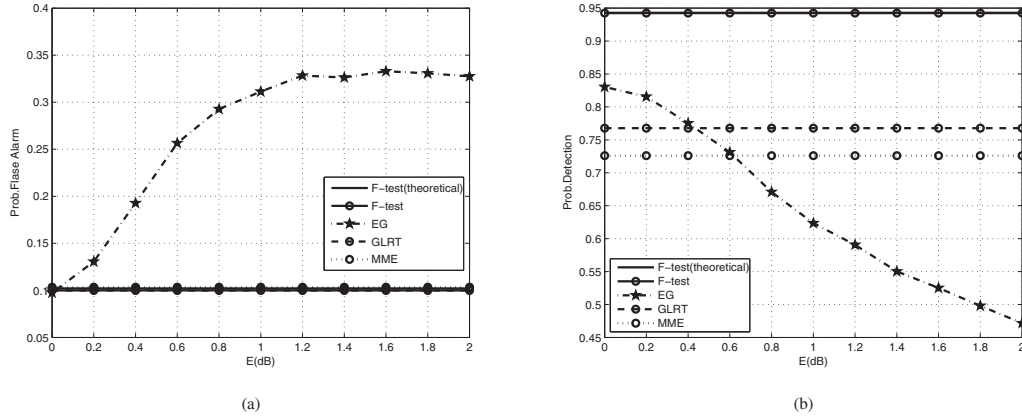 0.4
0.35
0.3
0.25
0.2
0.15
0.1
0.05
Prob.Flase Alarm
0 0.2 0.4 0.6 0.8 1 1.2 1.4 1.6 1.8 2
E(dB)
F−test(theoretical)
F−test
EG
GLRT
MME
(a)
0.95
0.9
0.85
0.8
0.75
0.7
0.65
0.6
0.55
0.5
0.45
Prob.Detection
0 0.2 0.4 0.6 0.8 1 1.2 1.4 1.6 1.8 2
E(dB)
F−test(theoretical)
F−test
EG
GLRT
MME
(b)